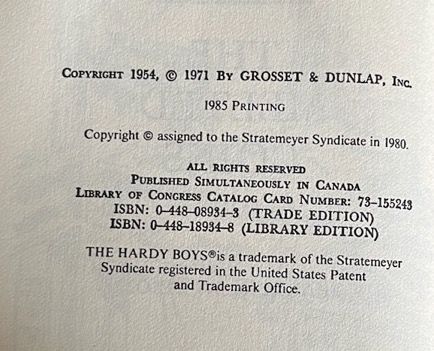 COPYRIGHT 1954, © 1971 BY GROSSET & DUNLAP, INC.
1985 PRINTING
Copyright © assigned to the Stratemeyer Syndicate in 1980.
ALL RIGHTS RESERVED
PUBLISHED SIMULTANEOUSLY IN CANADA
LIBRARY OF CONGRESS CATALOG CARD NUMBER: 73-155243
ISBN: 0-448-08934-3 (TRADE EDITION)
ISBN: 0-448-18934-8 (LIBRARY EDITION)
THE HARDY BOYS® is a trademark of the Stratemeyer
Syndicate registered in the United States Patent
and Trademark Office.